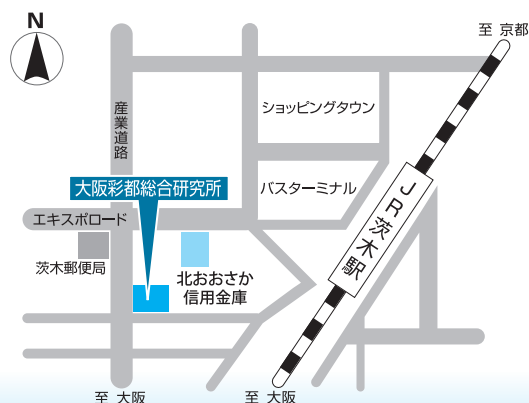 N
至 京都
産業道路
ショッピングタウン
大阪彩都総合研究所
バスターミナル
JR茨木駅
エキスポロード
茨木郵便局
北おおさか
信用金庫
至 大阪
至 大阪